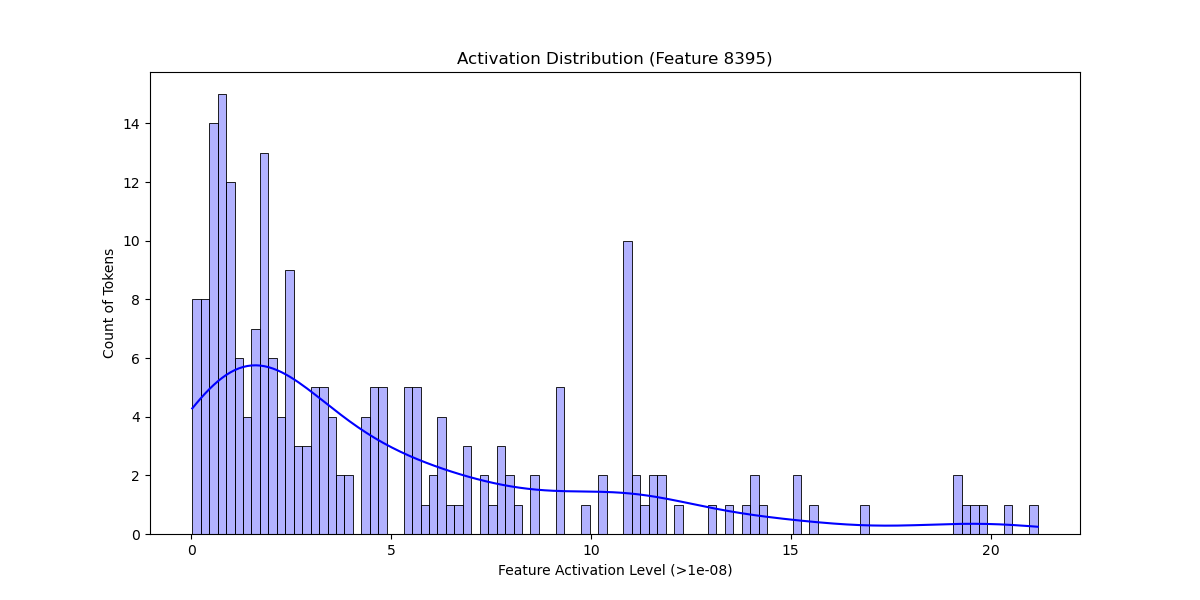 Activation Distribution (Feature 8395)
Count of Tokens
14
12
10
8
6
4
2
0
0 5 10 15 20
Feature Activation Level (>1e-08)